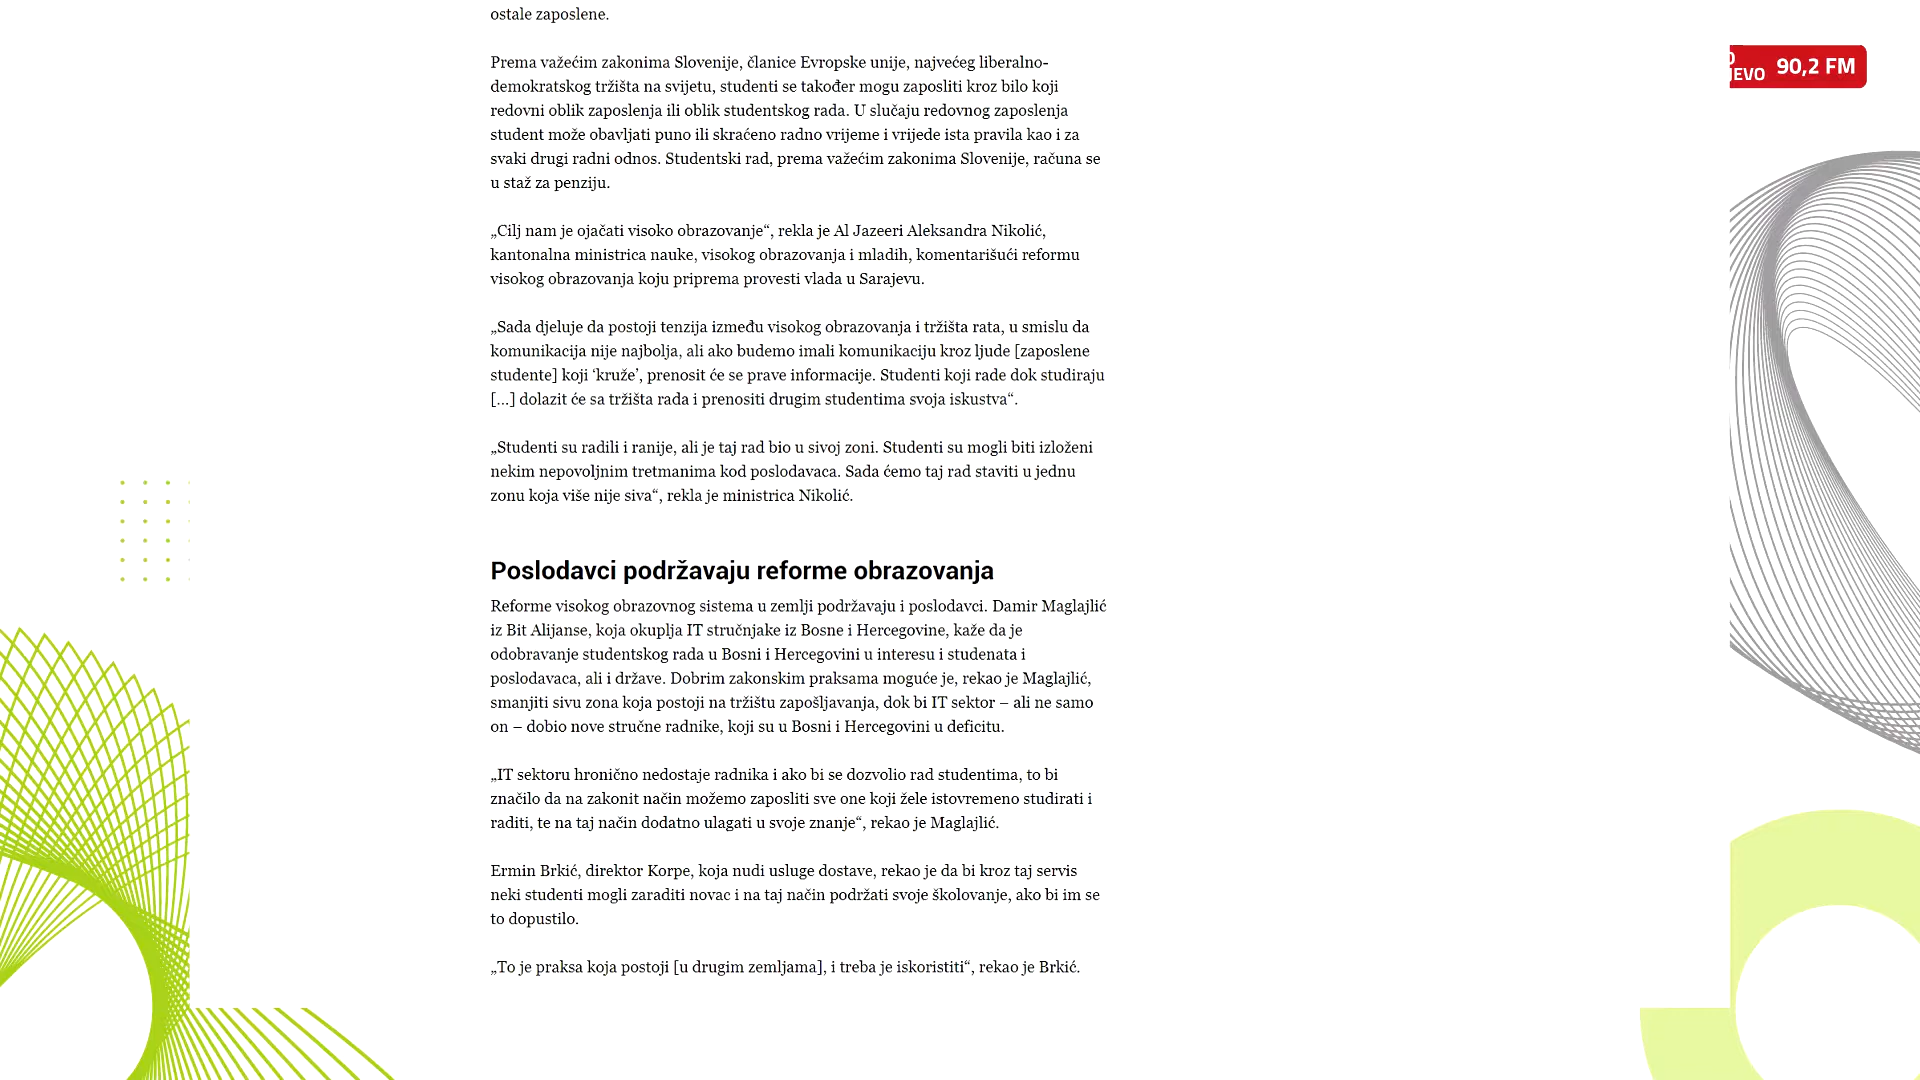 ostale zaposlene.
Prema važećim zakonima Slovenije, članice Evropske unije, najvećeg liberalno-
demokratskog tržišta na svijetu, studenti se također mogu zaposliti kroz bilo koji
redovni oblik zaposlenja ili oblik studentskog rada. U slučaju redovnog zaposlenja
student može obavljati puno ili skraćeno radno vrijeme i vrijede ista pravila kao i za
svaki drugi radni odnos. Studentski rad, prema važećim zakonima Slovenije, računa se
u staž za penziju.
„Cilj nam je ojačati visoko obrazovanje“, rekla je Al Jazeeri Aleksandra Nikolić,
kantonalna ministrica nauke, visokog obrazovanja i mladih, komentarišući reformu
visokog obrazovanja koju priprema provesti vlada u Sarajevu.
„Sada djeluje da postoji tenzija između visokog obrazovanja i tržišta rata, u smislu da
komunikacija nije najbolja, ali ako budemo imali komunikaciju kroz ljude [zaposlene
studente] koji ‘kruže’, prenosit će se prave informacije. Studenti koji rade dok studiraju
[…] dolazit će sa tržišta rada i prenositi drugim studentima svoja iskustva“.
„Studenti su radili i ranije, ali je taj rad bio u sivoj zoni. Studenti su mogli biti izloženi
nekim nepovoljnim tretmanima kod poslodavaca. Sada ćemo taj rad staviti u jednu
zonu koja više nije siva“, rekla je ministrica Nikolić.
Poslodavci podržavaju reforme obrazovanja
Reforme visokog obrazovnog sistema u zemlji podržavaju i poslodavci. Damir Maglajlić
iz Bit Alijanse, koja okuplja IT stručnjake iz Bosne i Hercegovine, kaže da je
odobravanje studentskog rada u Bosni i Hercegovini u interesu i studenata i
poslodavaca, ali i države. Dobrim zakonskim praksama moguće je, rekao je Maglajlić,
smanjiti sivu zona koja postoji na tržištu zapošljavanja, dok bi IT sektor – ali ne samo
on – dobio nove stručne radnike, koji su u Bosni i Hercegovini u deficitu.
„IT sektoru hronično nedostaje radnika i ako bi se dozvolio rad studentima, to bi
značilo da na zakonit način možemo zaposliti sve one koji žele istovremeno studirati i
raditi, te na taj način dodatno ulagati u svoje znanje“, rekao je Maglajlić.
Ermin Brkić, direktor Korpe, koja nudi usluge dostave, rekao je da bi kroz taj servis
neki studenti mogli zaraditi novac i na taj način podržati svoje školovanje, ako bi im se
to dopustilo.
„To je praksa koja postoji [u drugim zemljama], i treba je iskoristiti“, rekao je Brkić.
90,2 FM